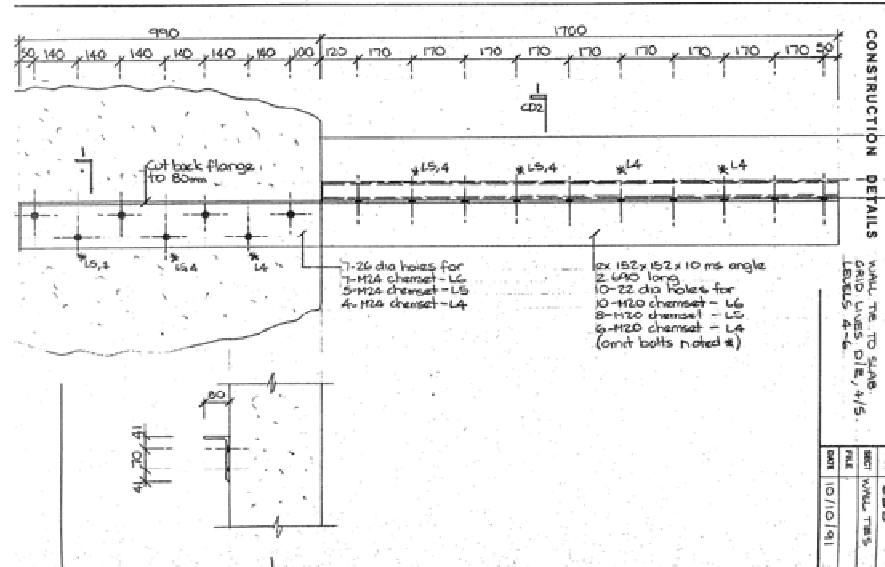 990
1700
50 140 140 140 140 140 140 100 120 170 170 170 170 170 170 170 170 170 50
1
CD2
1
Cut back flange
to 80mm
*L5,4
*L5,4
*L4
*L4
*L5,4
*L5,4
*L4
7-26 dia holes for
7-M24 chemset - L6
5-M24 chemset - L5
4-M24 chemset - L4
ex 152 x 152 x 10 ms angle
2690 long
10-22 dia holes for
10-M20 chemset - L6
8-M20 chemset - L5
6-M20 chemset - L4
(omit bolts noted *)
80
41
70
41
CONSTRUCTION DETAILS
WALL TIE TO SLAB.
GRID LINES D/E, 4/5.
LEVELS 4-6
SECT WALL TIES
FILE
DATE 10/10/91